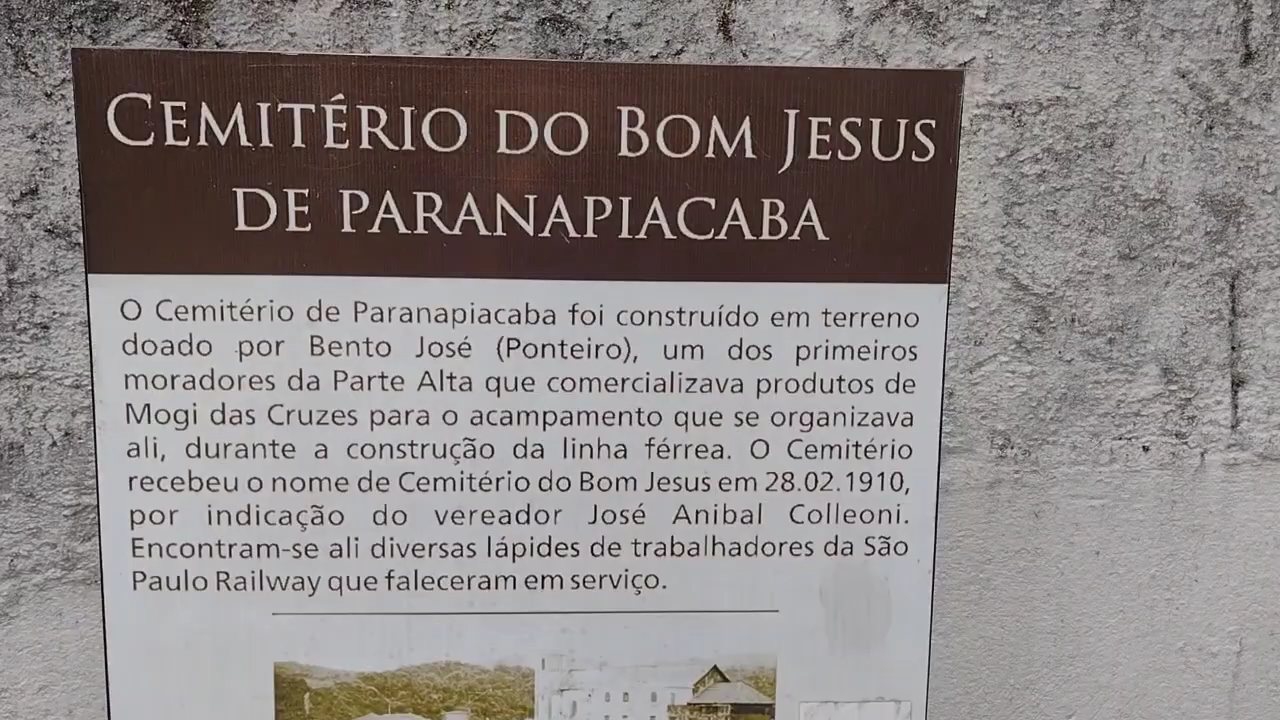 CEMITÉRIO DO BOM JESUS
DE PARANAPIACABA
O Cemitério de Paranapiacaba foi construído em terreno
doado por Bento José (Ponteiro), um dos primeiros
moradores da Parte Alta que comercializava produtos de
Mogi das Cruzes para o acampamento que se organizava
ali, durante a construção da linha férrea. O Cemitério
recebeu o nome de Cemitério do Bom Jesus em 28.02.1910,
por indicação do vereador José Anibal Colleoni.
Encontram-se ali diversas lápides de trabalhadores da São
Paulo Railway que faleceram em serviço.